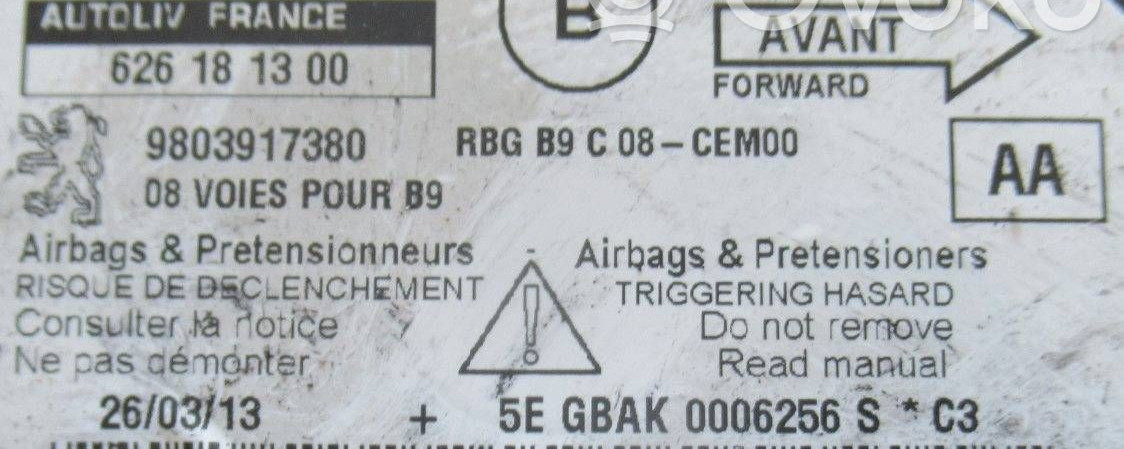 AUTOLIV FRANCE
626 18 13 00
B
AVANT
FORWARD
9803917380
RBG B9 C 08-CEM00
AA
08 VOIES POUR B9
Airbags & Pretensionneurs - Airbags & Pretensioners
RISQUE DE DECLENCHEMENT
TRIGGERING HASARD
Consulter la notice
Do not remove
Ne pas démonter
Read manual
26/03/13 + 5E GBAK 0006256 S * C3